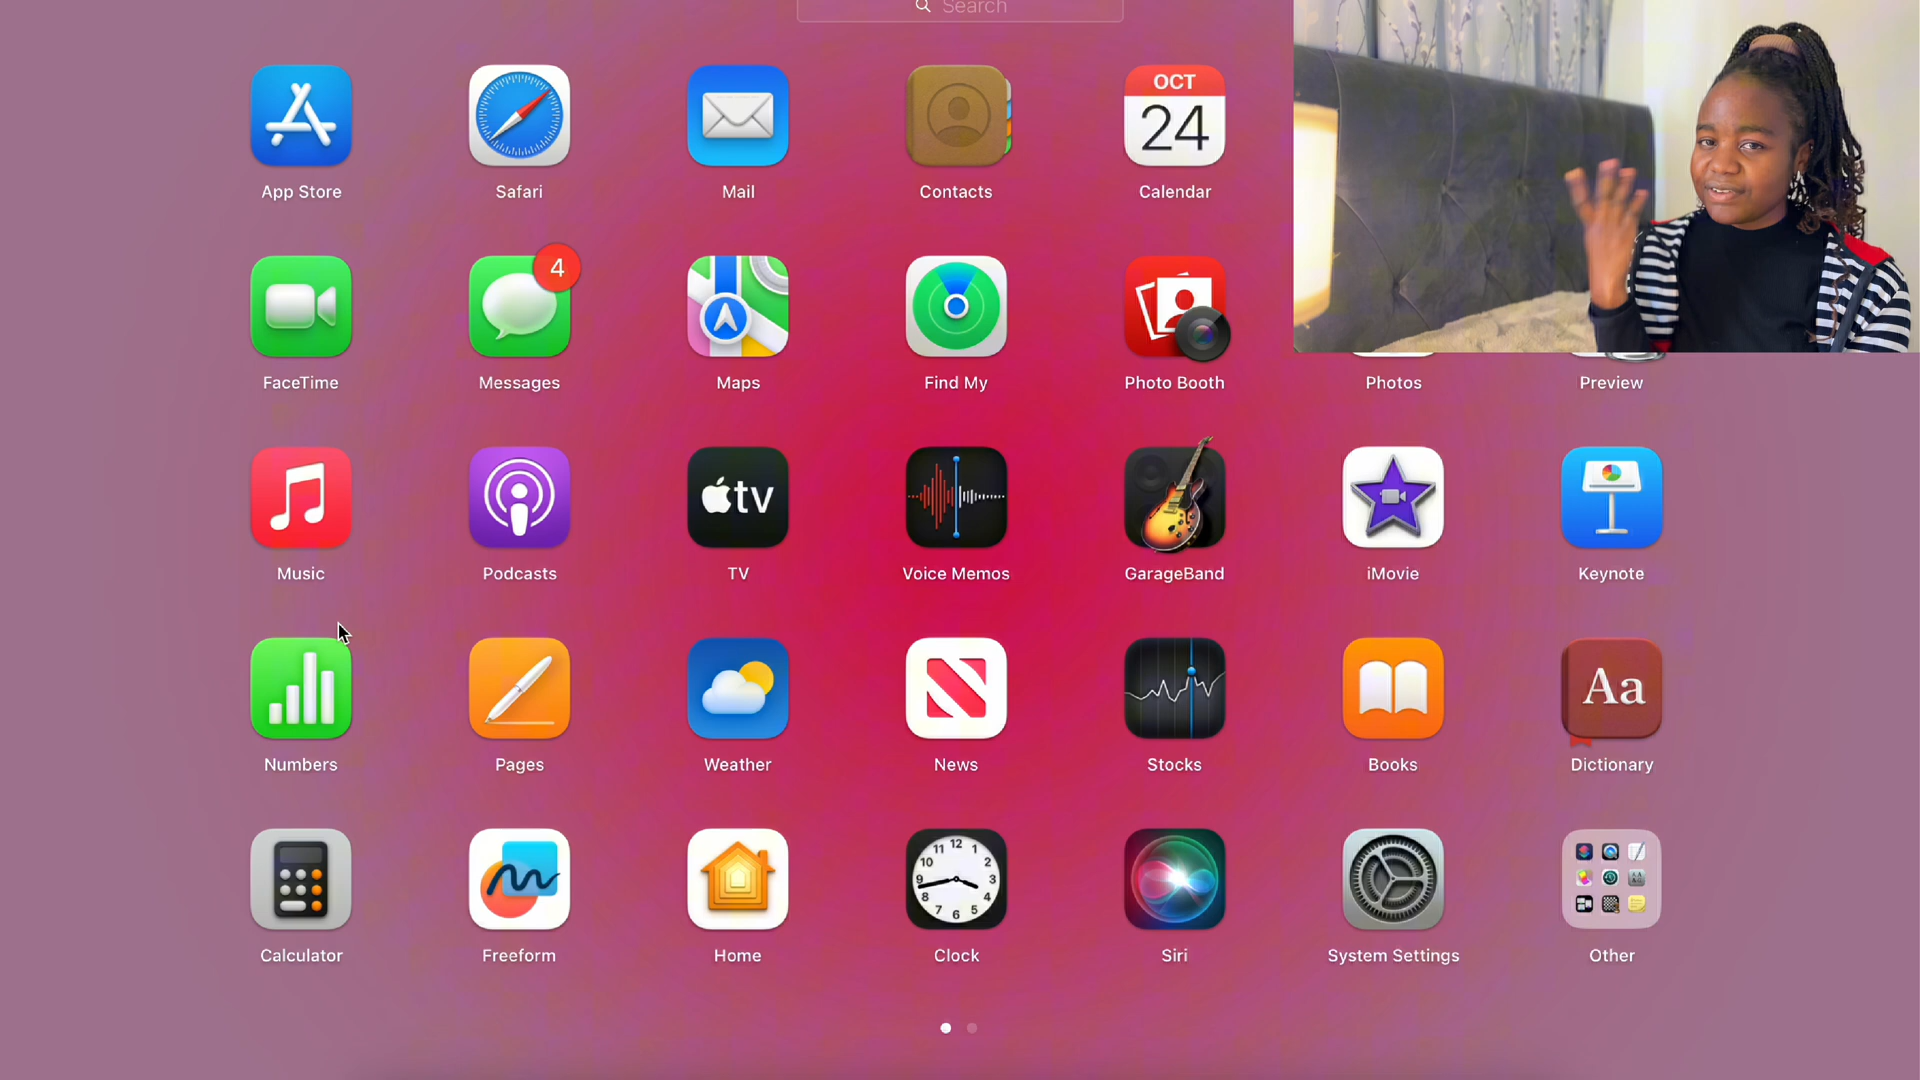 Search
OCT
24
App Store
Safari
Mail
Contacts
Calendar
4
FaceTime
Messages
Maps
Find My
Photo Booth
Photos
Preview
tv
Music
Podcasts
TV
Voice Memos
GarageBand
iMovie
Keynote
Aa
Numbers
Pages
Weather
News
Stocks
Books
Dictionary
12
11 1
10 2
9 3
8 4
7 5
6
Calculator
Freeform
Home
Clock
Siri
System Settings
Other